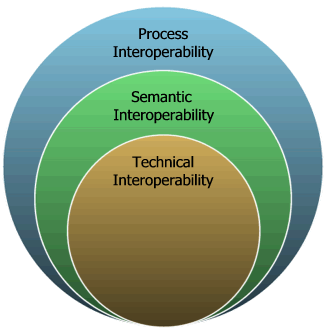 Process
Interoperability
Semantic
Interoperability
Technical
Interoperability